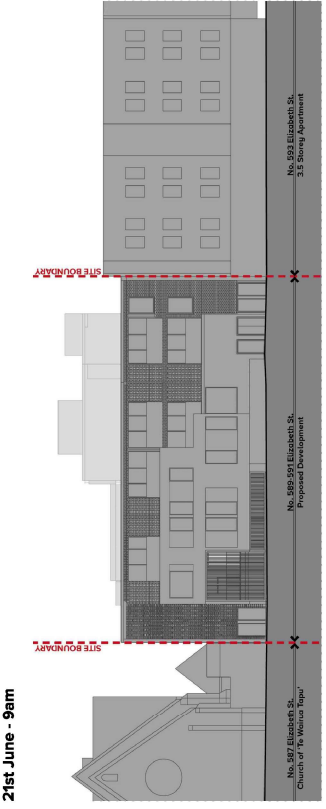 21st June - 9am
SITE BOUNDARY
SITE BOUNDARY
No. 587 Elizabeth St.
Church of 'Te Wairua Tapu'
No. 589-591 Elizabeth St.
Proposed Development
No. 593 Elizabeth St.
3.5 Storey Apartment